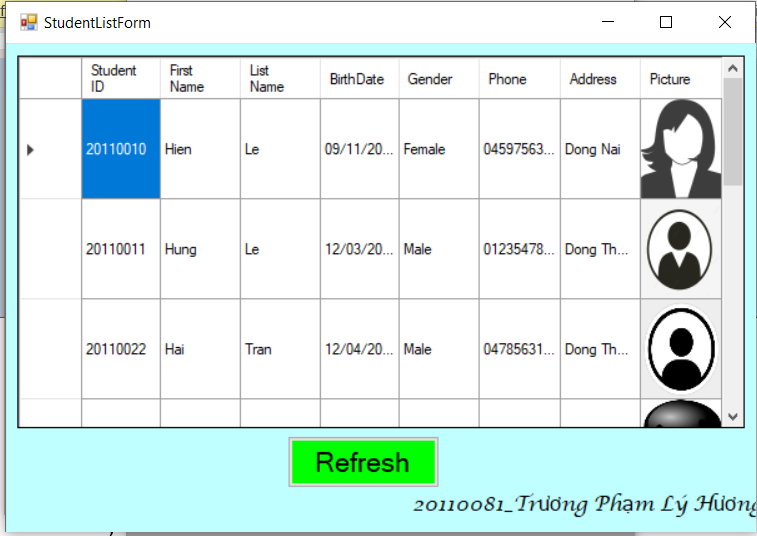 StudentListForm
Student ID First Name List Name BirthDate Gender Phone Address Picture
20110010 Hien Le 09/11/20... Female 04597563... Dong Nai
20110011 Hung Le 12/03/20... Male 01235478... Dong Th...
20110022 Hai Tran 12/04/20... Male 04785631... Dong Th...
Refresh
20110081_Trương Phạm Lý Hương